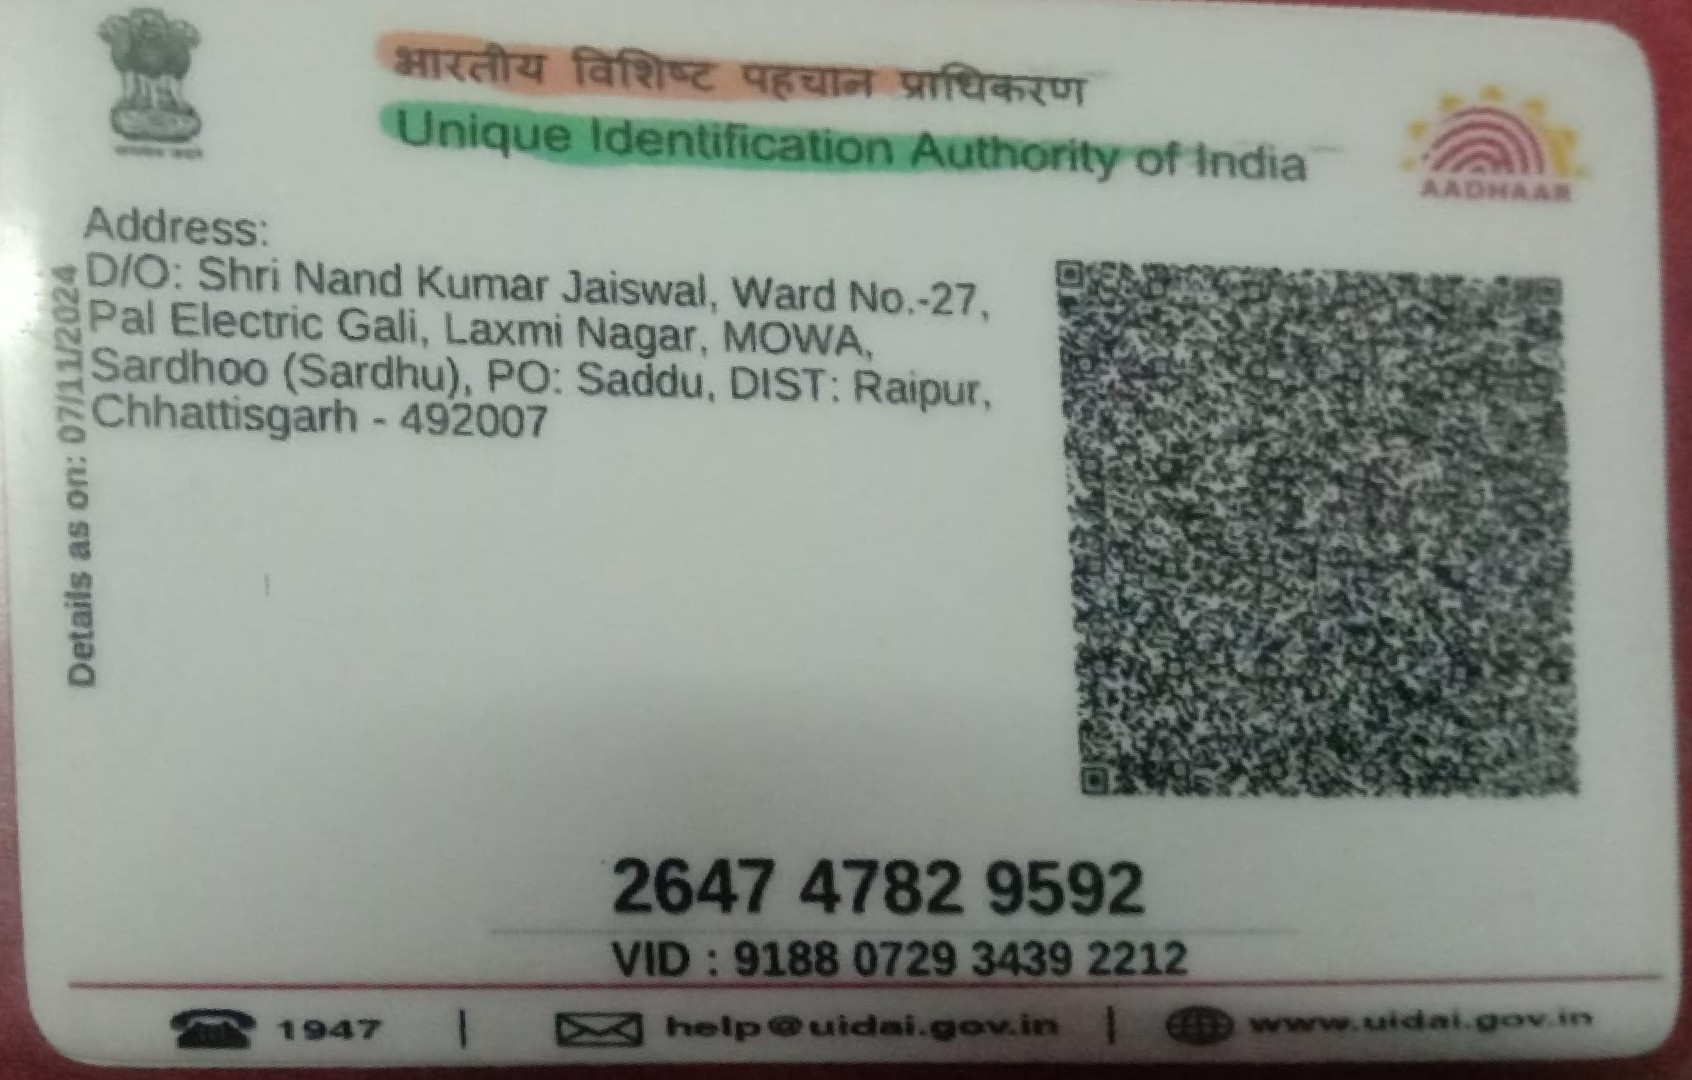 भारतीय विशिष्ट पहचान प्राधिकरण
Unique Identification Authority of India
AADHAAR
Address:
D/O: Shri Nand Kumar Jaiswal, Ward No.-27,
Pal Electric Gali, Laxmi Nagar, MOWA,
Sardhoo (Sardhu), PO: Saddu, DIST: Raipur,
Chhattisgarh - 492007
Details as on: 07/11/2024
2647 4782 9592
VID : 9188 0729 3439 2212
1947 | help@uidai.gov.in | www.uidai.gov.in